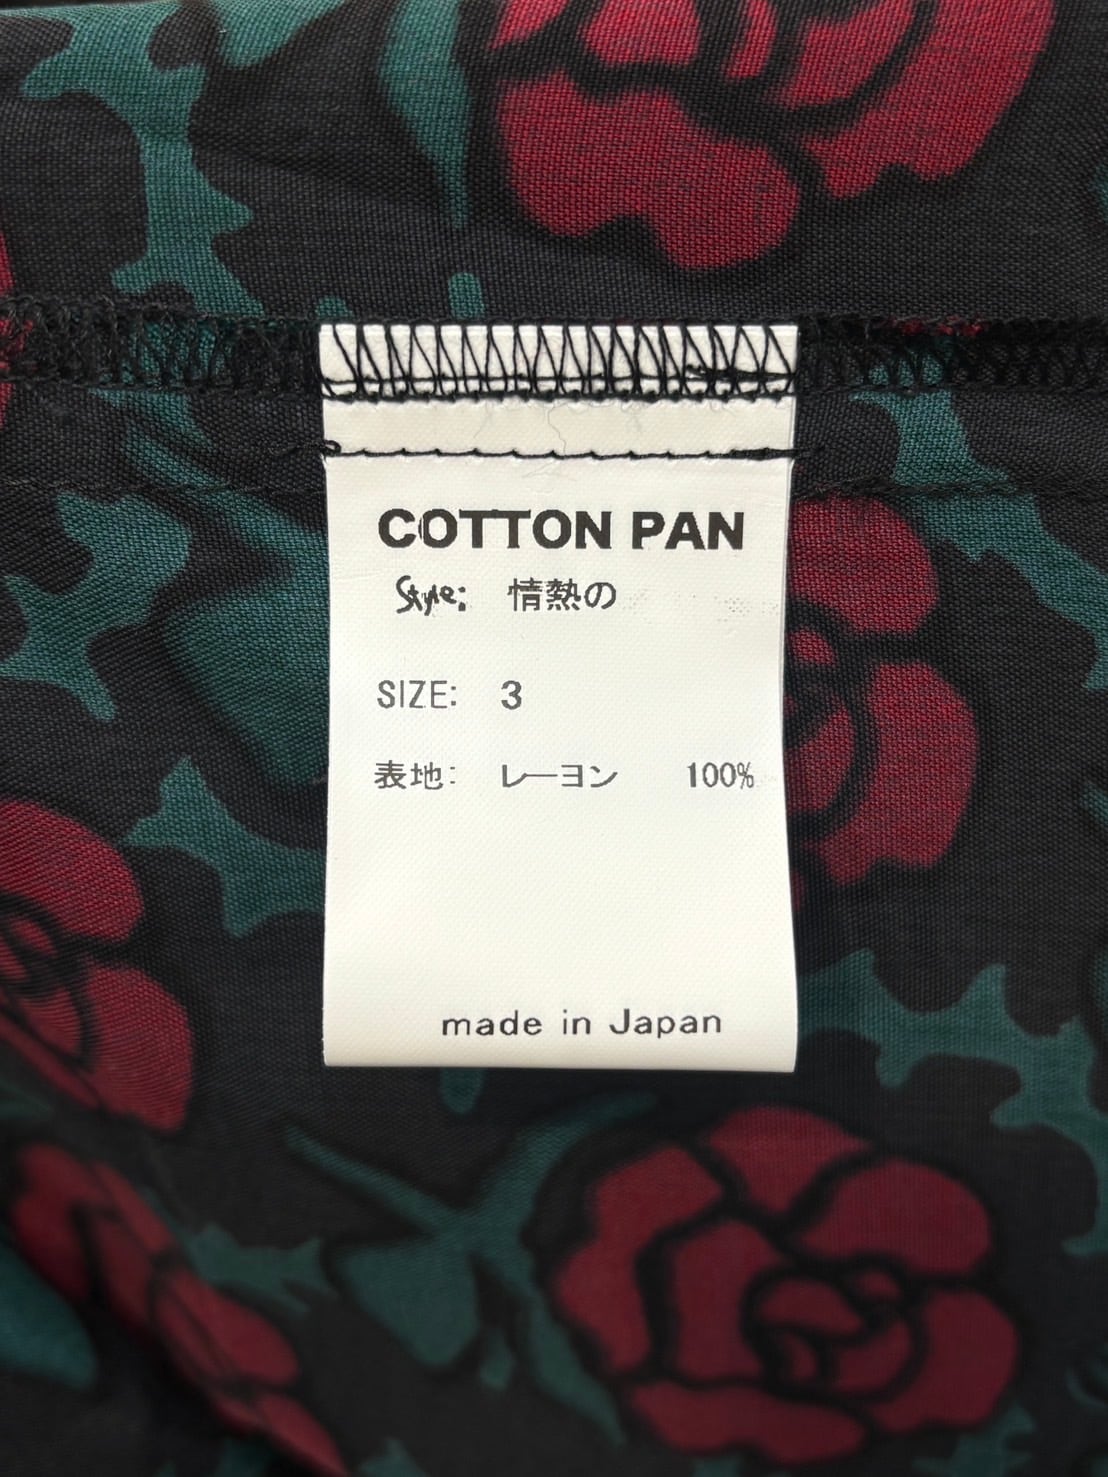 COTTON PAN
Style: 情熱の
SIZE: 3
表地: レーヨン 100%
made in Japan